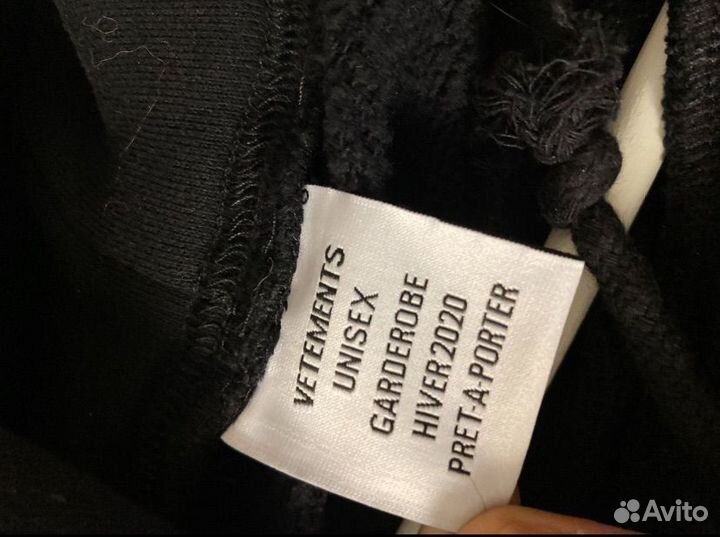 VETEMENTS
UNISEX
GARDEROBE
HIVER2020
PRET-A-PORTER
Avito